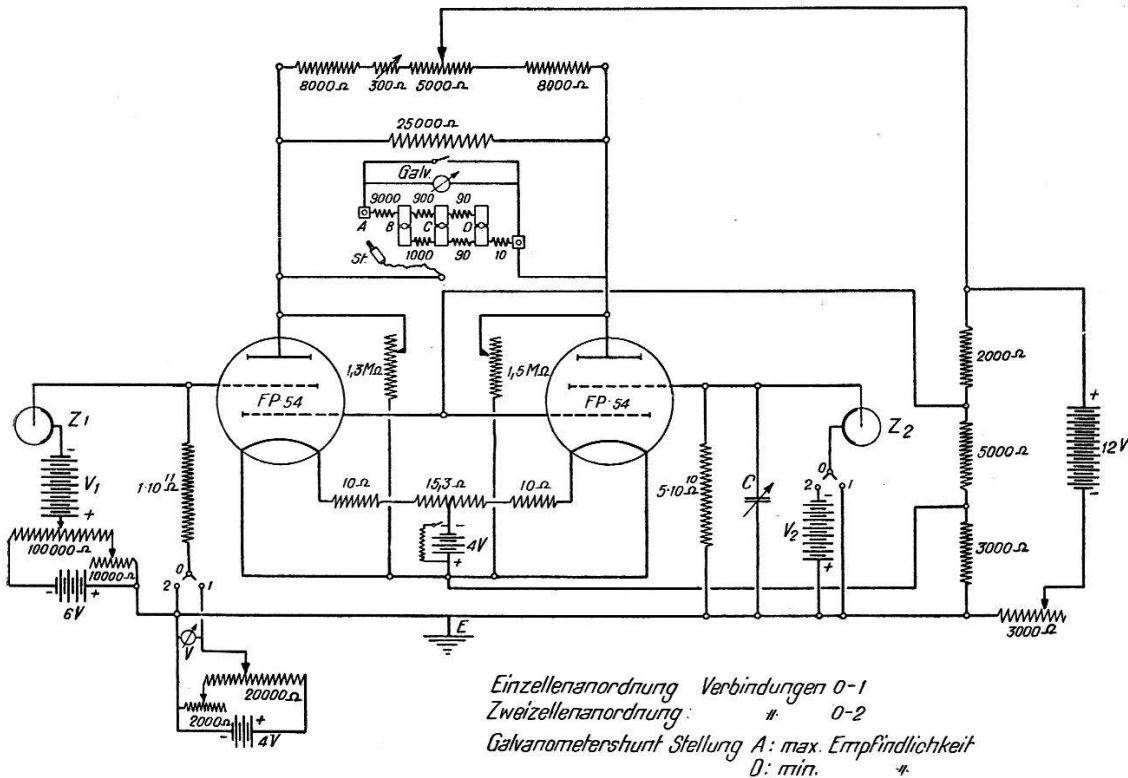 8000Ω 300Ω 5000Ω 8000Ω
25000Ω
Galv.
9000 900 90
A B C D
1000 90 10
St.
1,3MΩ 1,5MΩ
FP·54 FP·54
Z1 Z2
2000Ω
5000Ω
12V
+
-
3000Ω
3000Ω
-
V1
+
1·10¹¹Ω
10Ω 15,3Ω 10Ω
-
4V
+
5·10¹⁰Ω
C
0
2 1
-
V2
+
100000Ω
10000Ω
- 6V +
0
2 1
V
E
20000Ω
2000Ω
- 4V +
Einzellenanordnung Verbindungen 0-1
Zweizellenanordnung: " 0-2
Galvanometershunt Stellung A: max. Empfindlichkeit
D: min. "